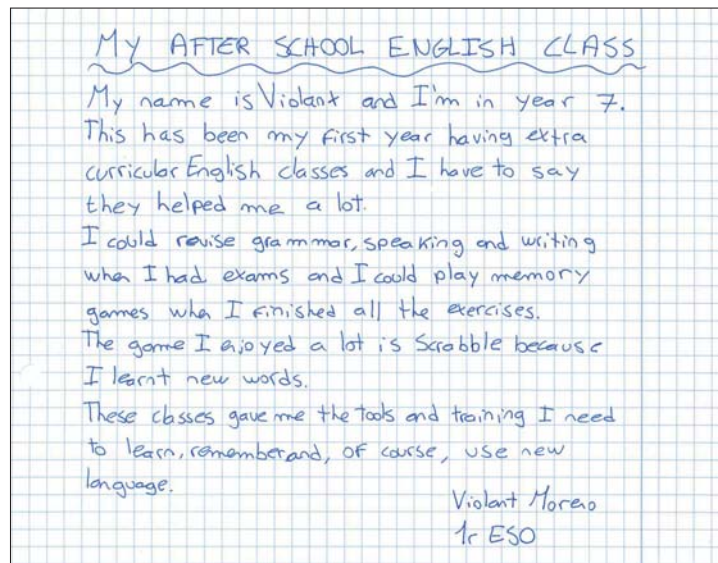 MY AFTER SCHOOL ENGLISH CLASS
My name is Violant and I'm in year 7.
This has been my first year having extra
curricular English classes and I have to say
they helped me a lot.
I could revise grammar, speaking and writing
when I had exams and I could play memory
games when I finished all the exercises.
The game I enjoyed a lot is Scrabble because
I learnt new words.
These classes gave me the tools and training I need
to learn, remember and, of course, use new
language.
Violant Moreno
1r ESO